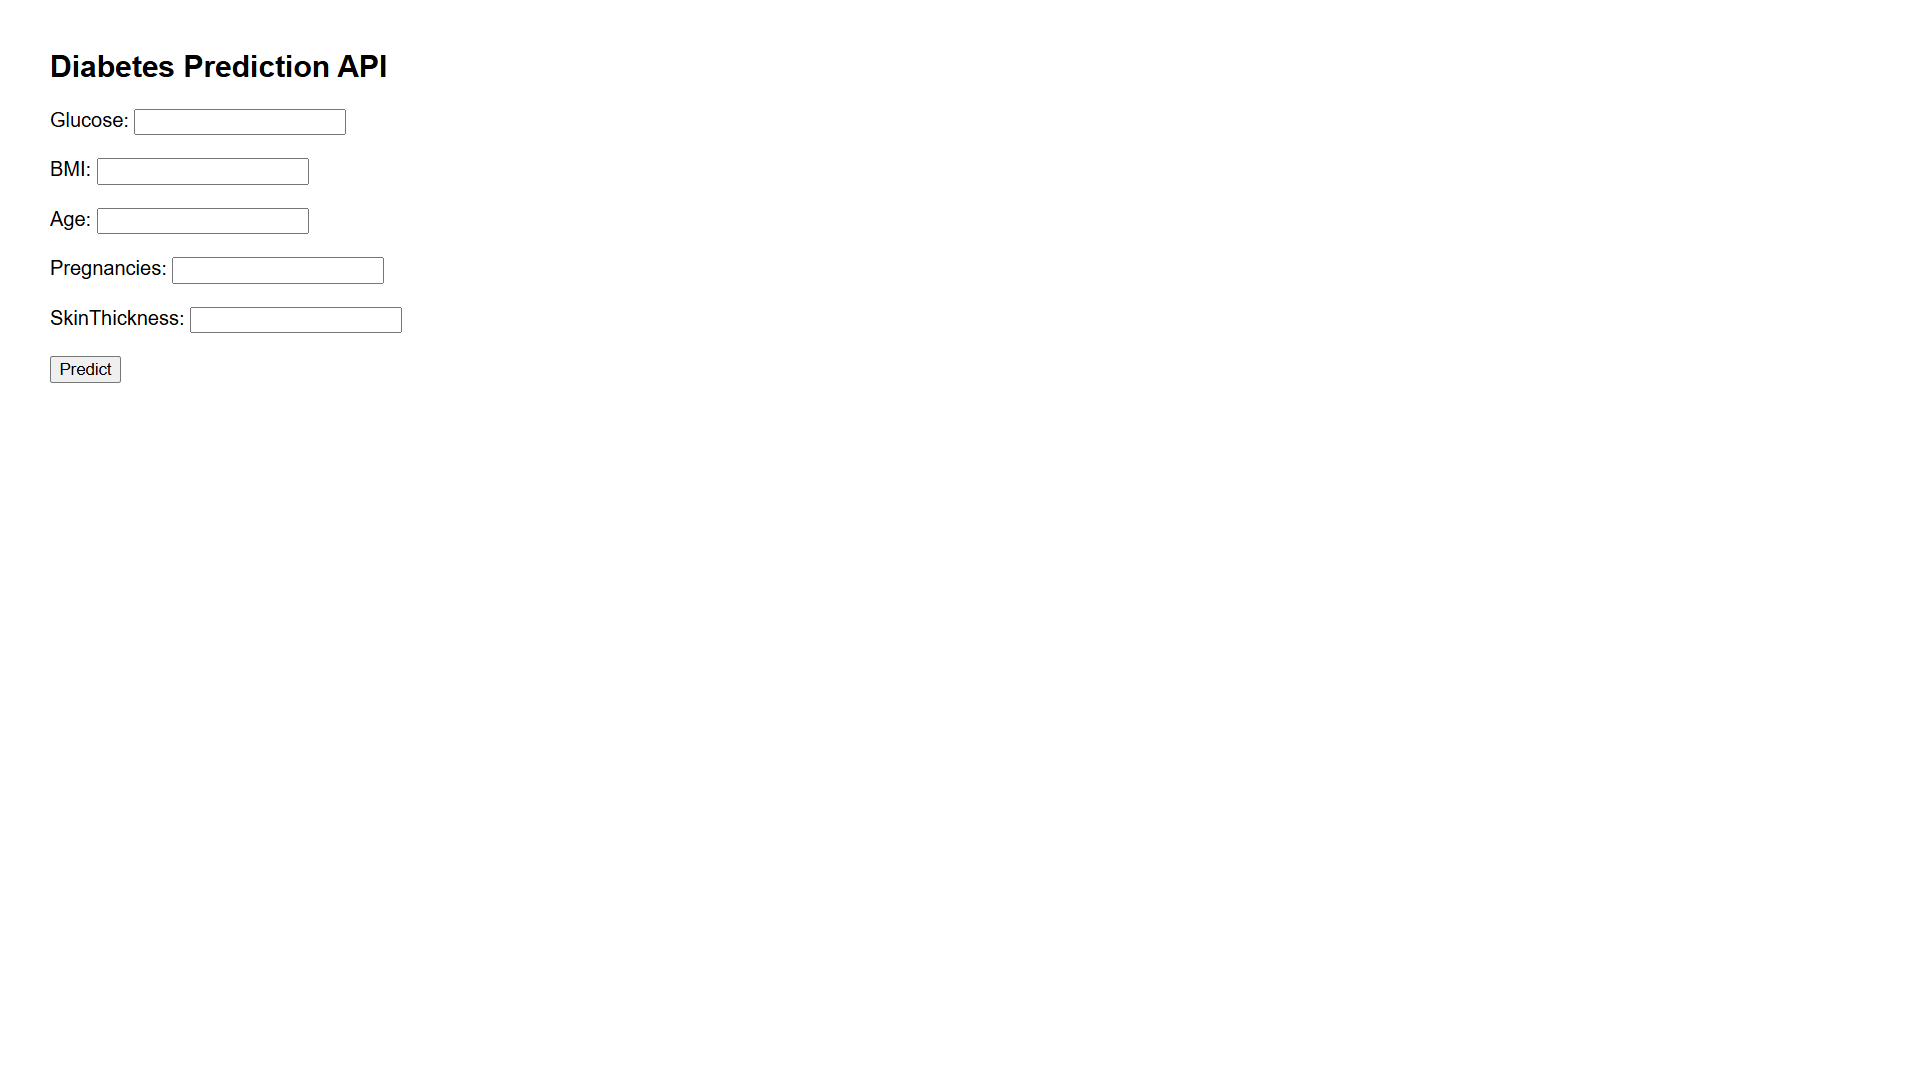 Diabetes Prediction API
Glucose:
BMI:
Age:
Pregnancies:
SkinThickness:
Predict